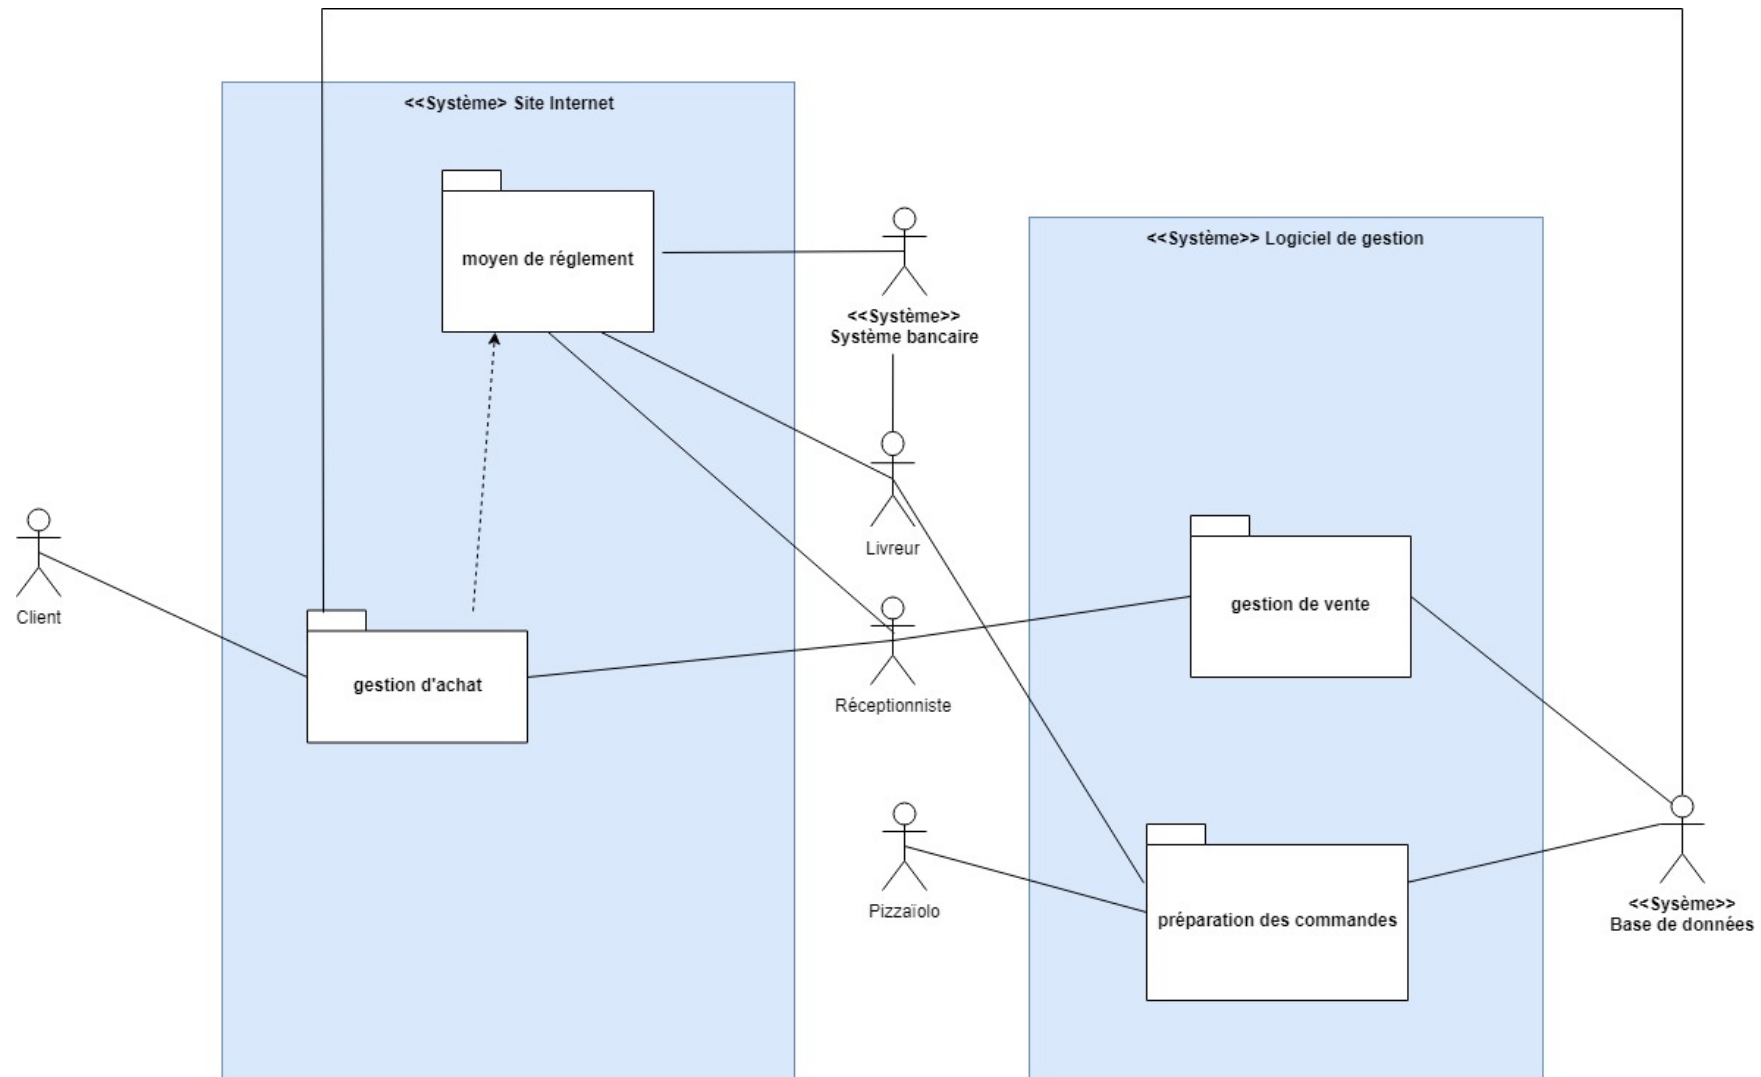 <<Système> Site Internet
moyen de réglement
<<Système>>
Système bancaire
<<Système>> Logiciel de gestion
Livreur
Client
gestion de vente
gestion d'achat
Réceptionniste
Pizzaïolo
préparation des commandes
<<Sysème>>
Base de données